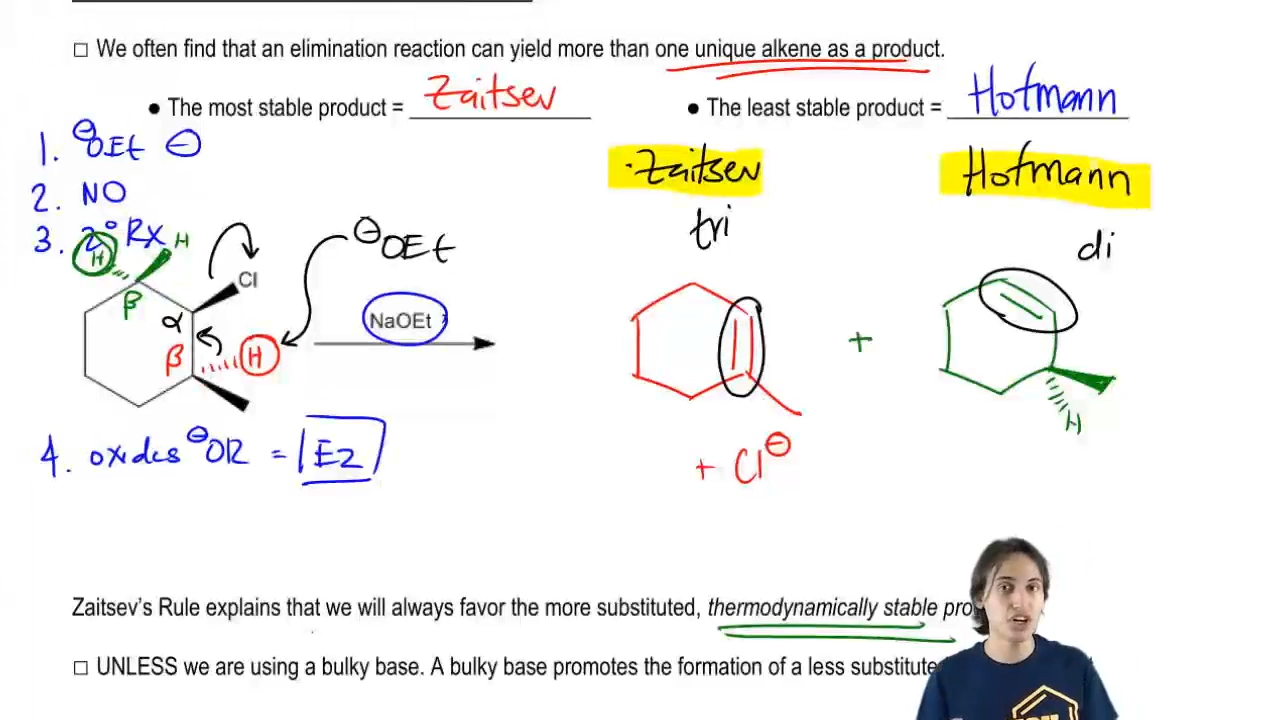 □ We often find that an elimination reaction can yield more than one unique alkene as a product.
● The most stable product = Zaitsev
● The least stable product = Hofmann
1. ⊖OEt ⊖
2. NO
3. 2° RX
Zaitsev
Hofmann
tri
di
H H
⊖OEt
Cl
β
α
NaOEt
β H
+
H
4. oxides ⊖OR = E2
+ Cl⊖
Zaitsev's Rule explains that we will always favor the more substituted, thermodynamically stable
□ UNLESS we are using a bulky base. A bulky base promotes the formation of a less